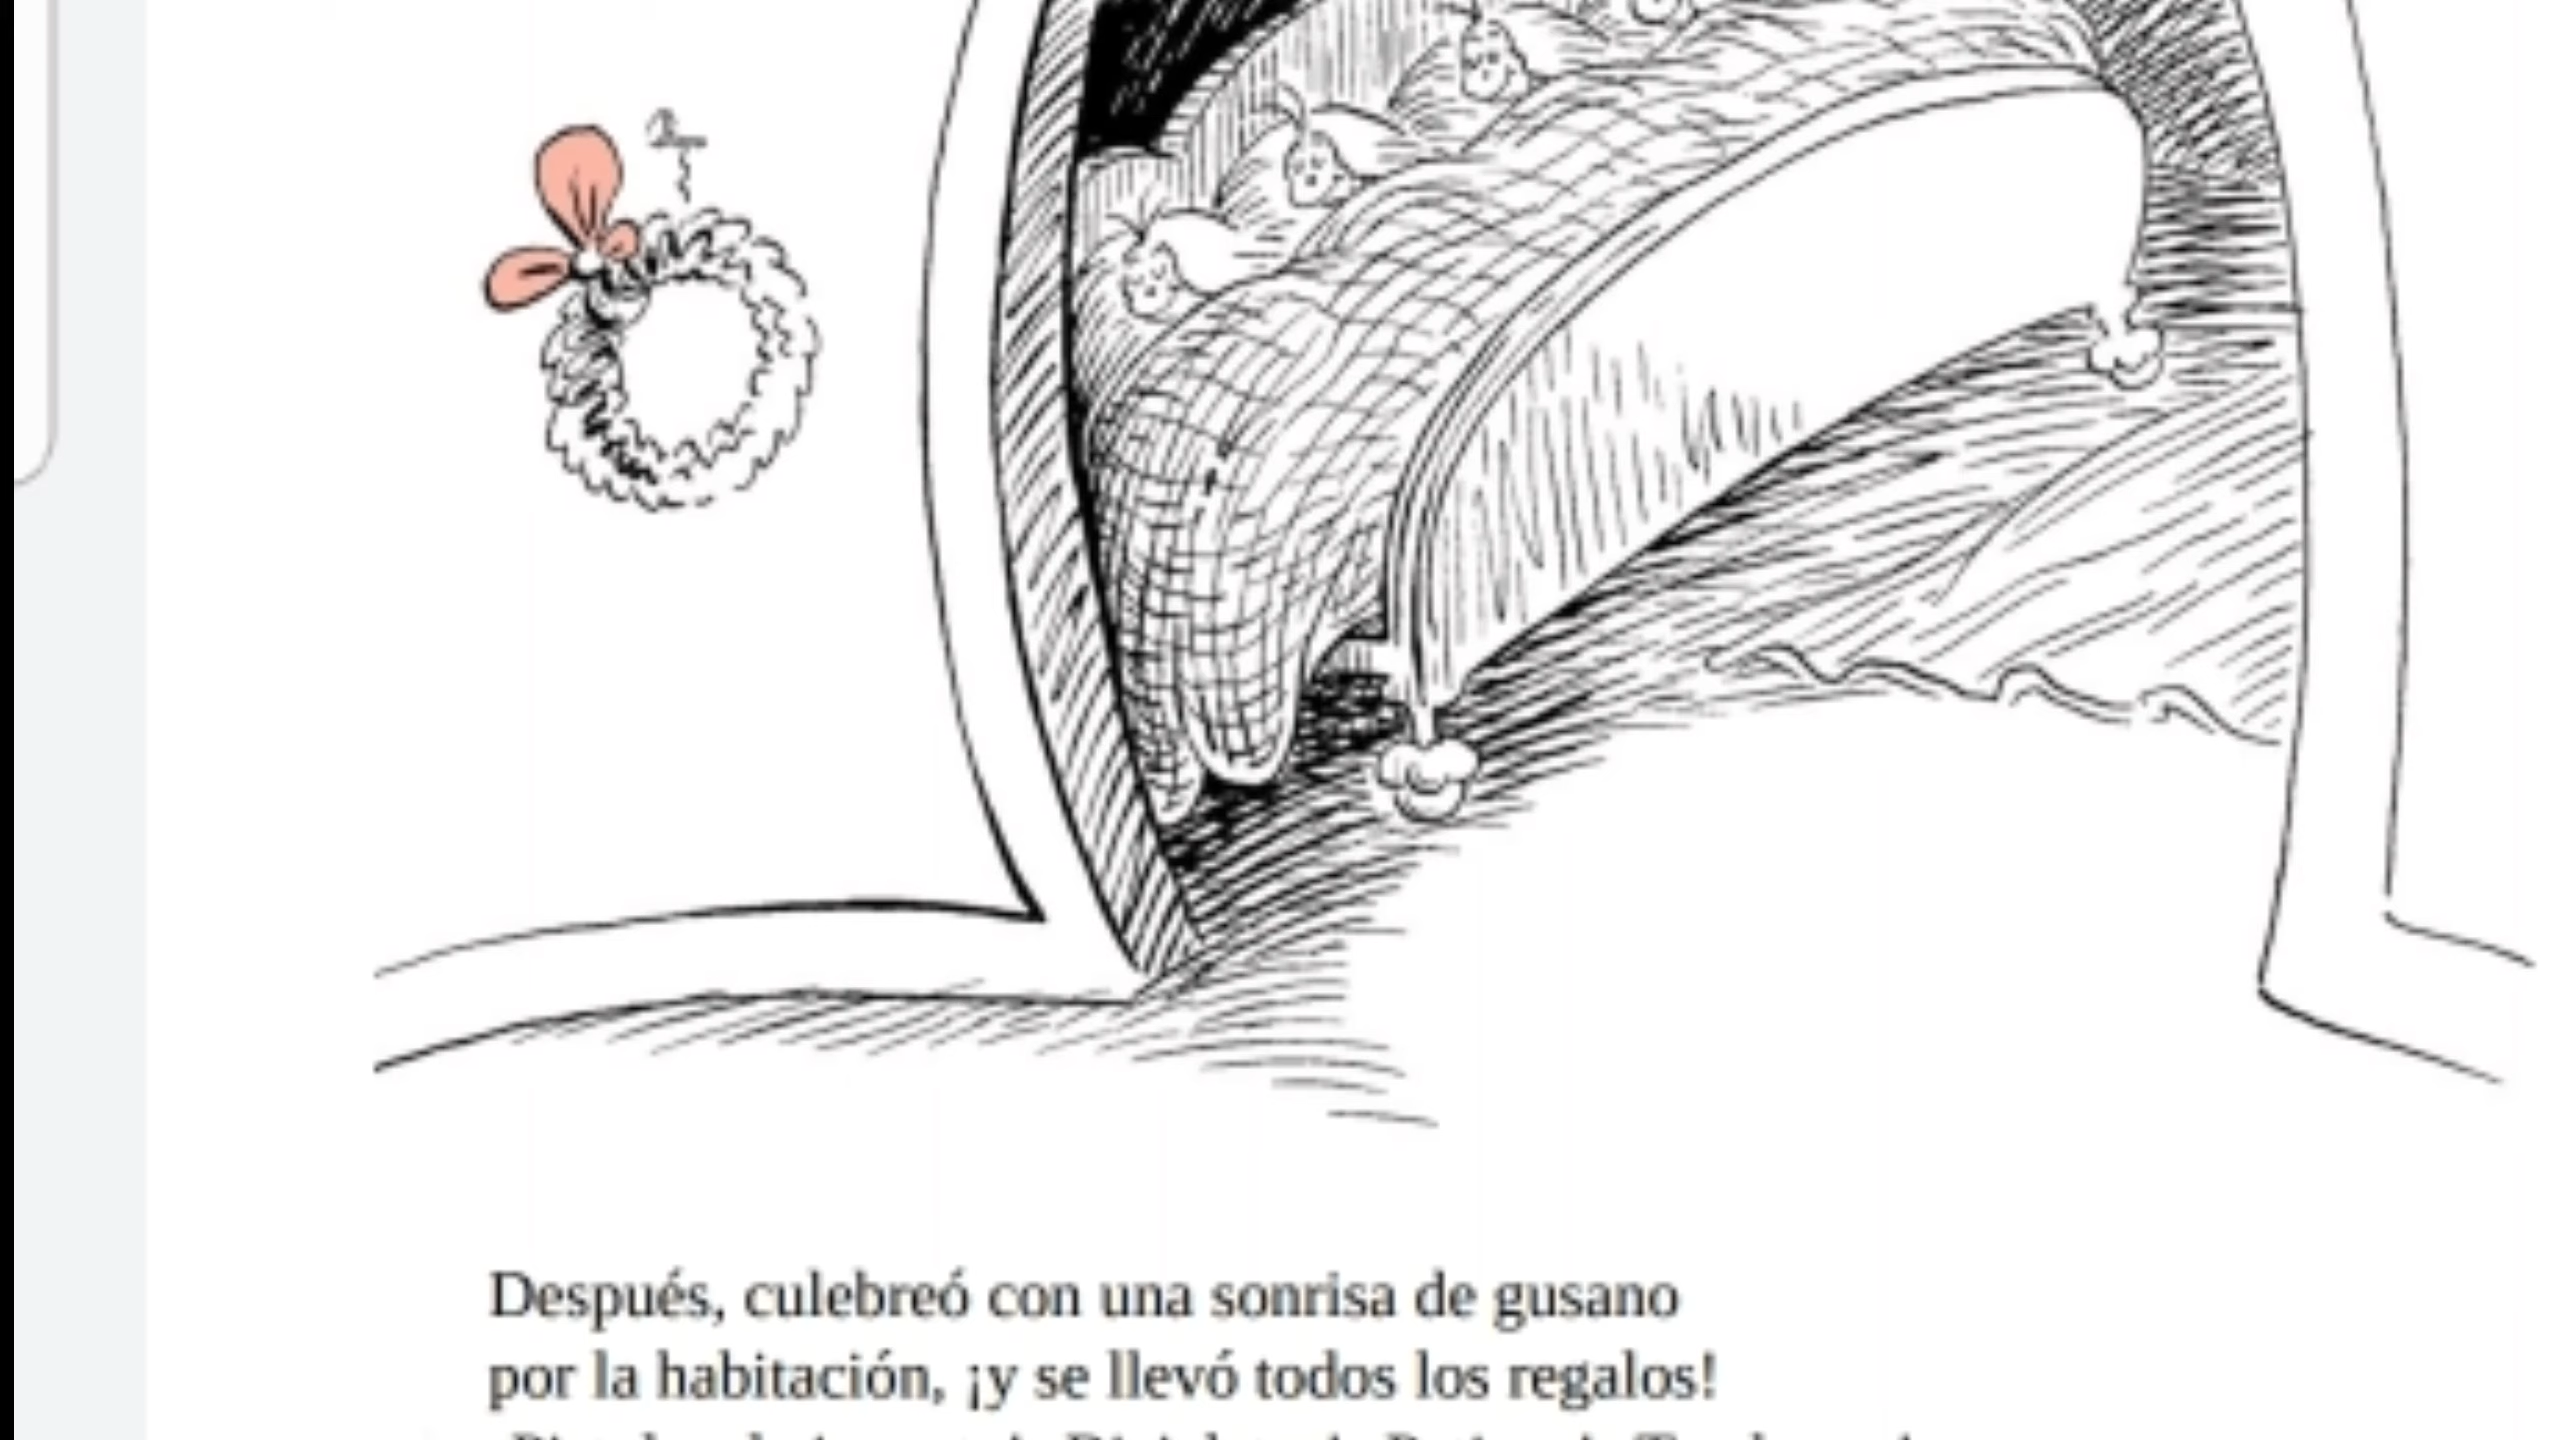 Después, culebreó con una sonrisa de gusano
por la habitación, ¡y se llevó todos los regalos!